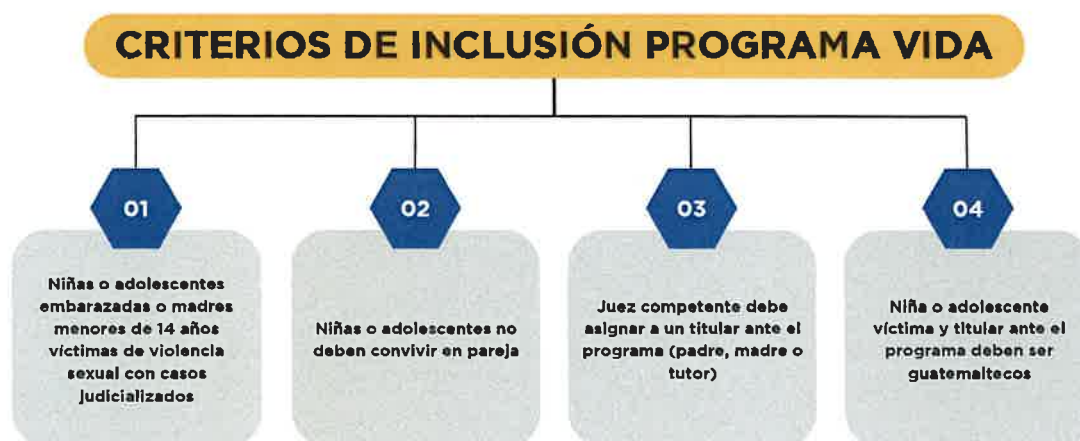 CRITERIOS DE INCLUSIÓN PROGRAMA VIDA
01
Niñas o adolescentes
embarazadas o madres
menores de 14 años
víctimas de violencia
sexual con casos
judicializados
02
Niñas o adolescentes no
deben convivir en pareja
03
Juez competente debe
asignar a un titular ante el
programa (padre, madre o
tutor)
04
Niña o adolescente
víctima y titular ante el
programa deben ser
guatemaltecos